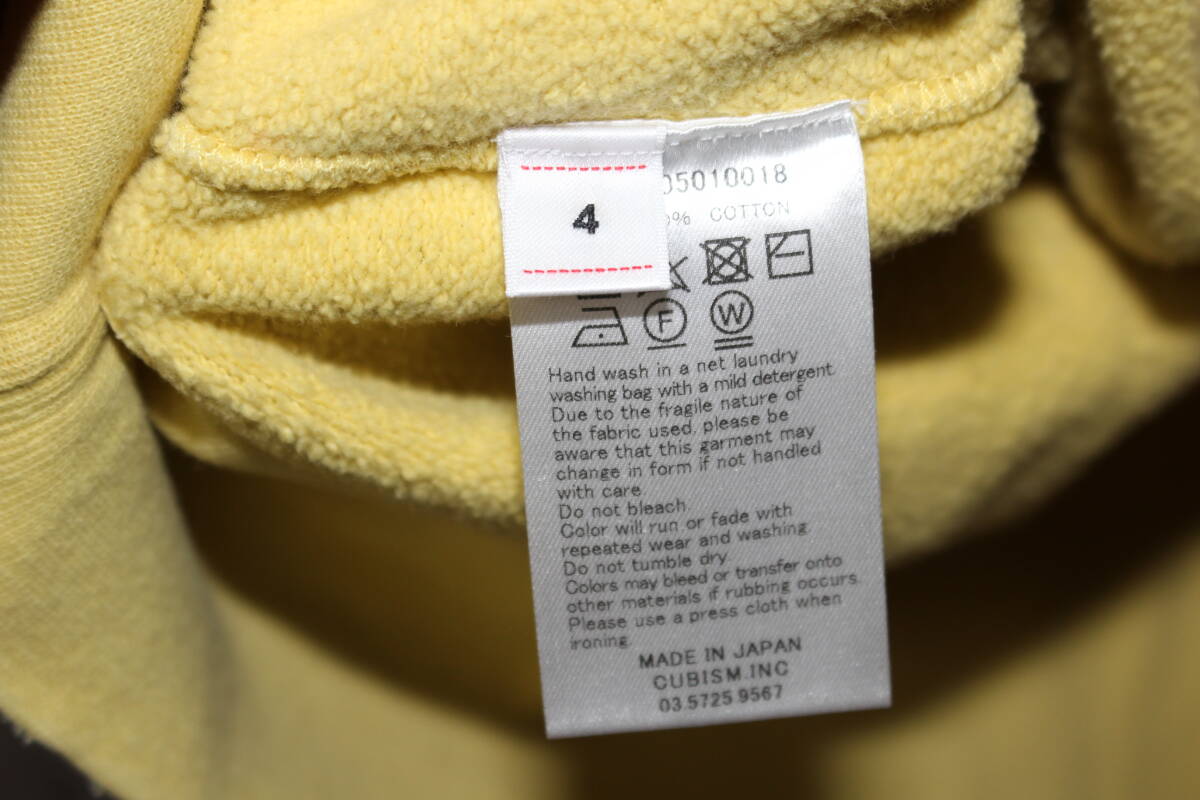 4
05010018
% COTTON
F W
Hand wash in a net laundry
washing bag with a mild detergent.
Due to the fragile nature of
the fabric used, please be
aware that this garment may
change in form if not handled
with care.
Do not bleach.
Color will run or fade with
repeated wear and washing.
Do not tumble dry.
Colors may bleed or transfer onto
other materials if rubbing occurs.
Please use a press cloth when
ironing.
MADE IN JAPAN
CUBISM.INC
03.5725.9567